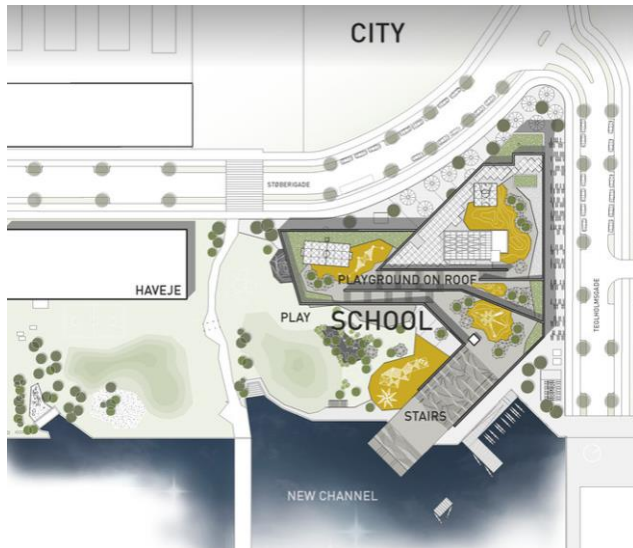 CITY
STØBERIGADE
HAVEJE
PLAYGROUND ON ROOF
PLAY
SCHOOL
TEGLHOLMSGADE
STAIRS
NEW CHANNEL